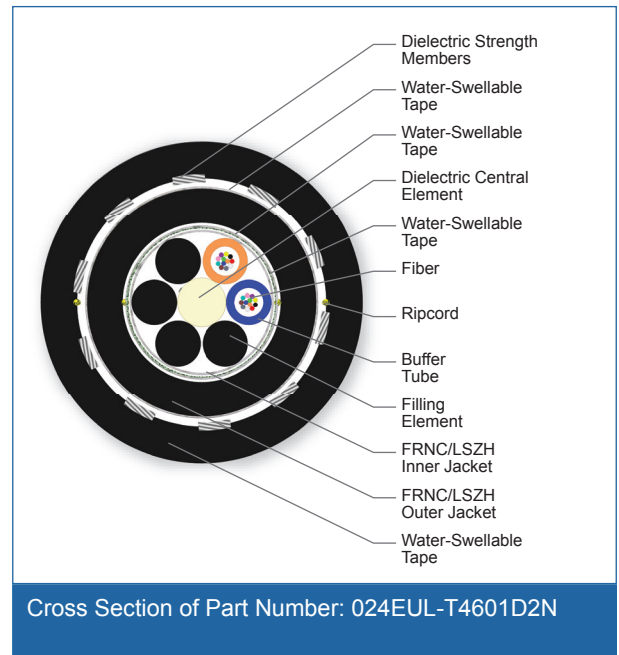 Dielectric Strength
Members
Water-Swellable
Tape
Water-Swellable
Tape
Dielectric Central
Element
Water-Swellable
Tape
Fiber
Ripcord
Buffer
Tube
Filling
Element
FRNC/LSZH
Inner Jacket
FRNC/LSZH
Outer Jacket
Water-Swellable
Tape
Cross Section of Part Number: 024EUL-T4601D2N